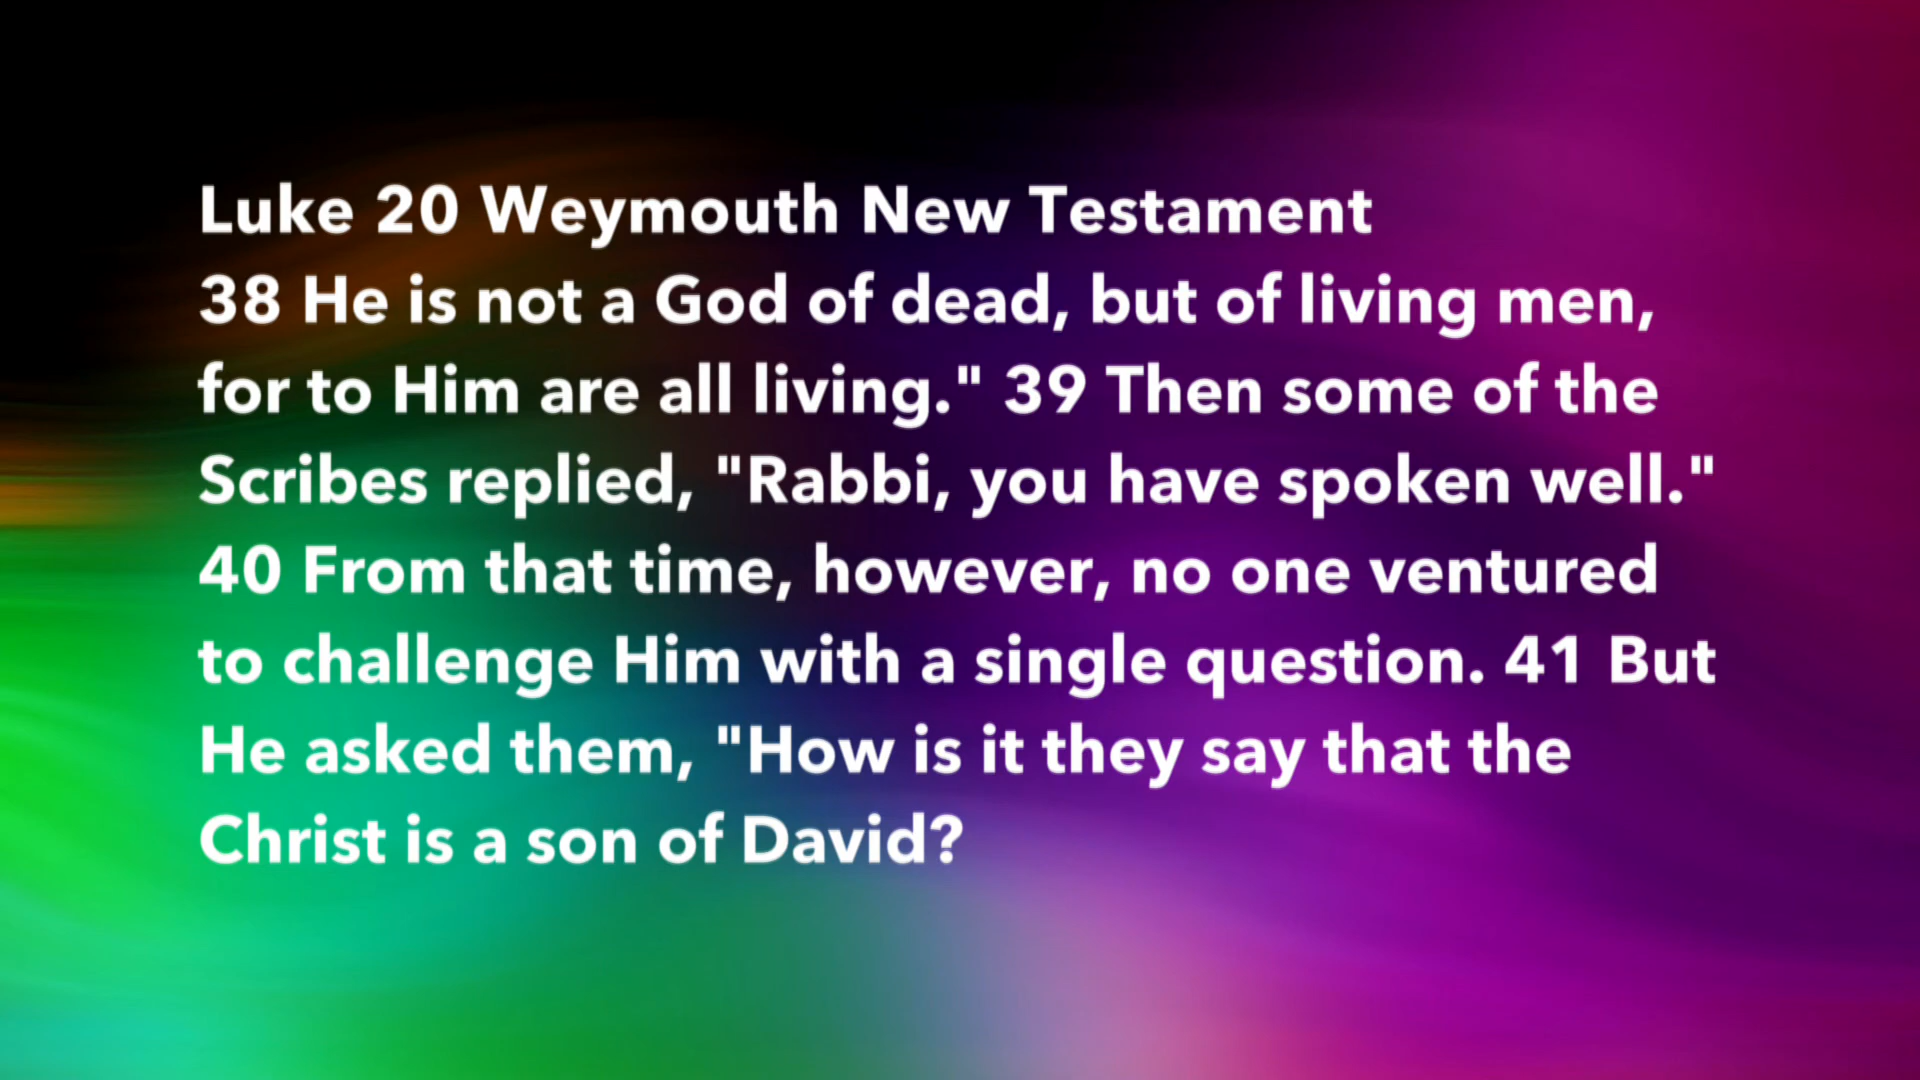 Luke 20 Weymouth New Testament
38 He is not a God of dead, but of living men,
for to Him are all living." 39 Then some of the
Scribes replied, "Rabbi, you have spoken well."
40 From that time, however, no one ventured
to challenge Him with a single question. 41 But
He asked them, "How is it they say that the
Christ is a son of David?